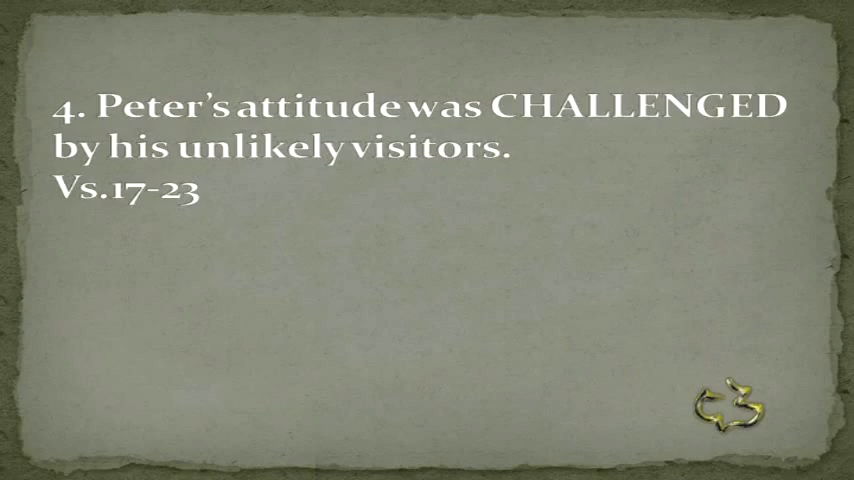 4. Peter's attitude was CHALLENGED
by his unlikely visitors.
Vs.17-23